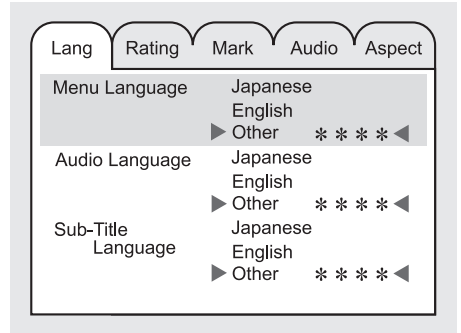 Lang Rating Mark Audio Aspect
Menu Language Japanese
English
▶ Other ＊＊＊＊◀
Audio Language Japanese
English
▶ Other ＊＊＊＊◀
Sub-Title Japanese
Language English
▶ Other ＊＊＊＊◀